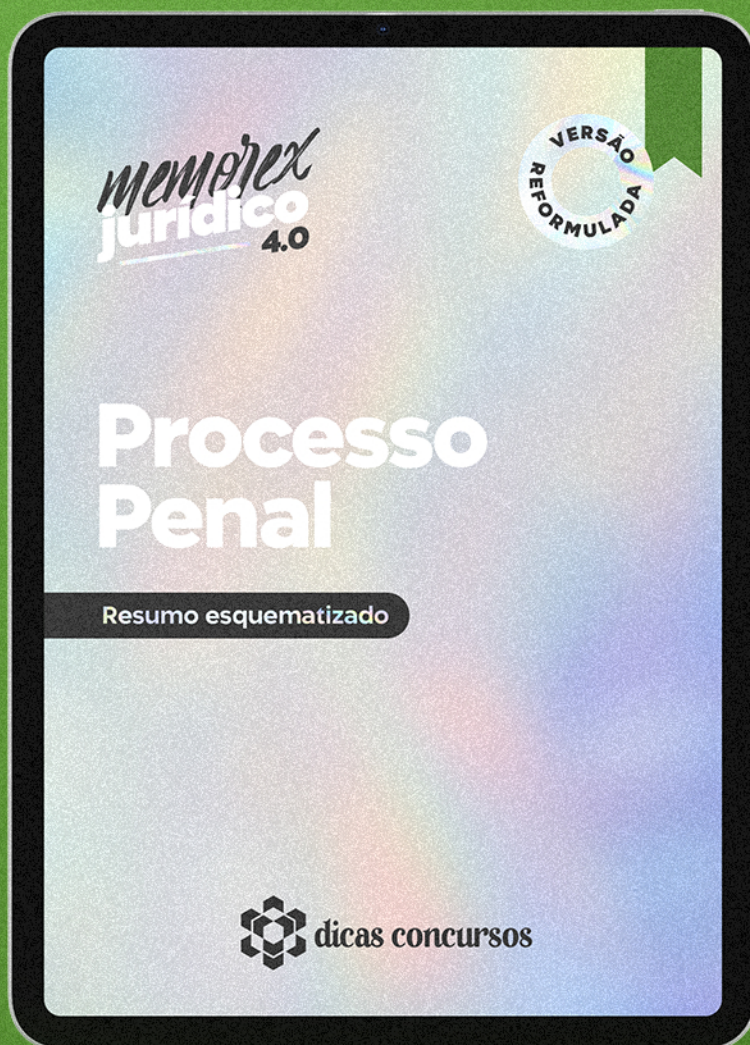 memorex
jurídico
4.0
VERSÃO
REFORMULADA
Processo
Penal
Resumo esquematizado
dicas concursos